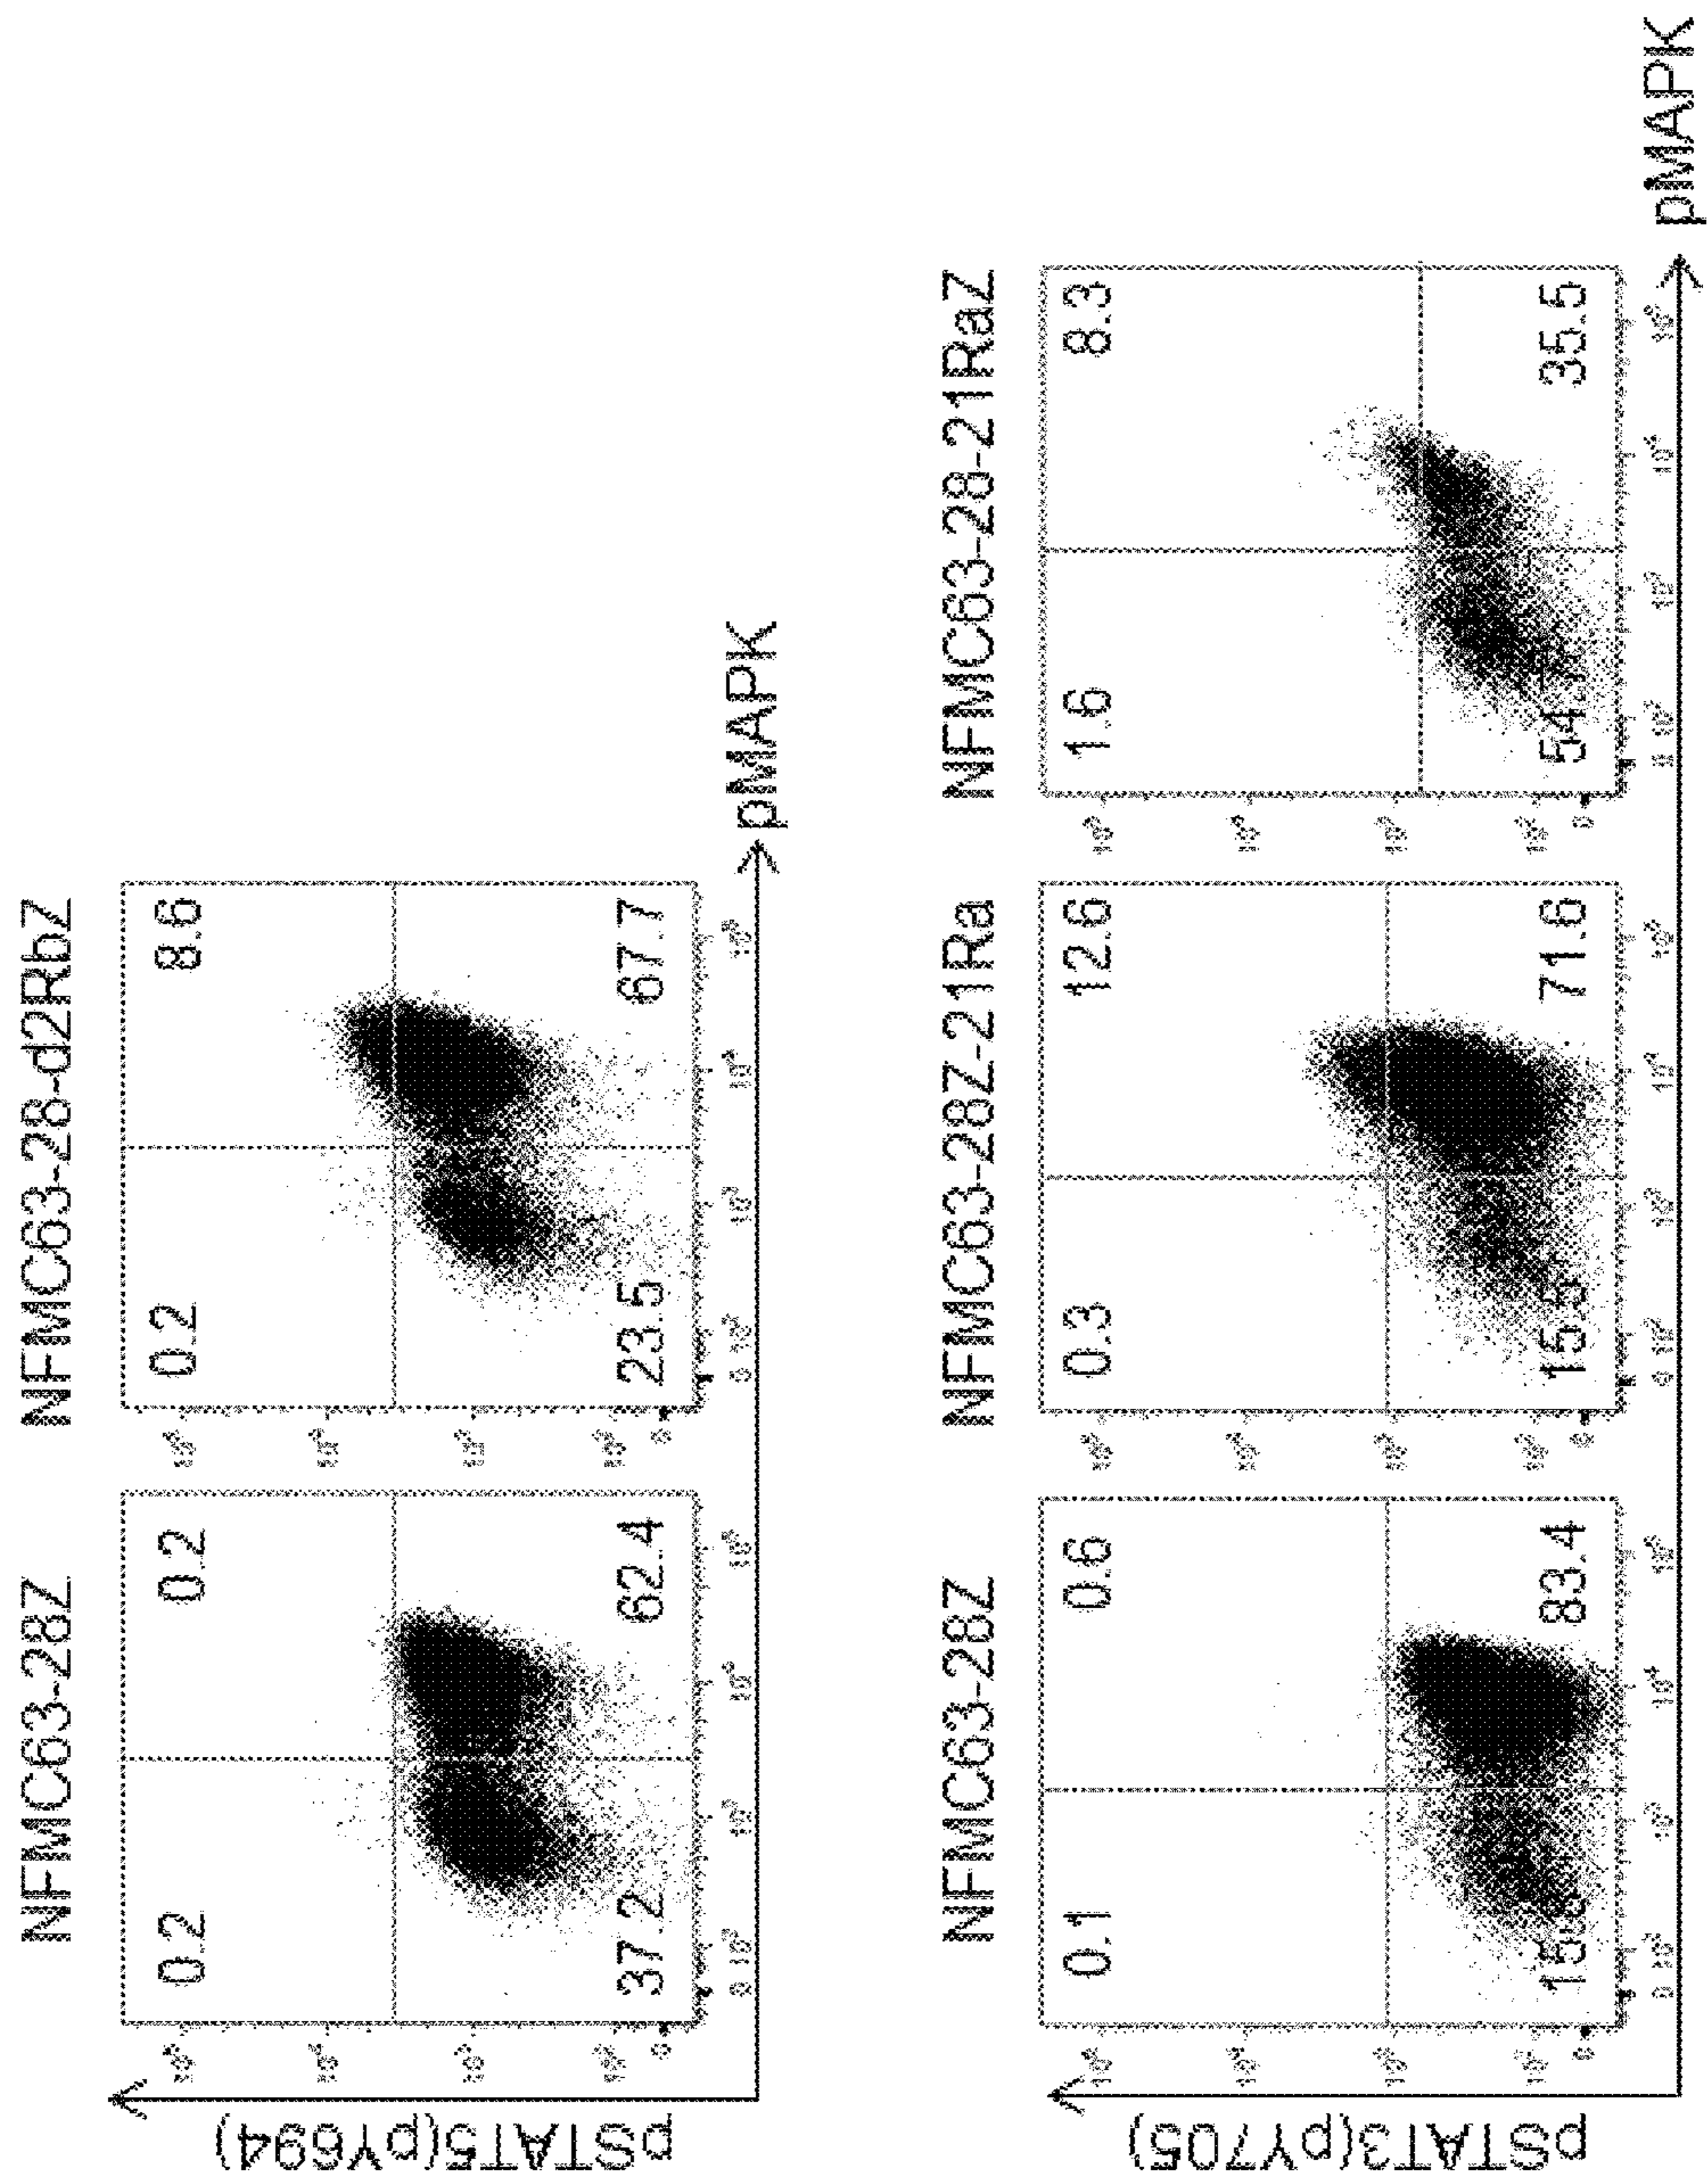 NFMC63-28Z
NFMC63-28-d2RbZ
pSTAT5(pY694)
0.2
0.2
37.2
62.4
0.2
8.6
23.5
67.7
pMAPK
NFMC63-28Z
NFMC63-28Z-21Ra
NFMC63-28-21RaZ
pSTAT3(pY705)
0.1
0.6
83.4
0.3
12.6
15.5
71.6
1.6
8.3
54.7
35.5
pMAPK